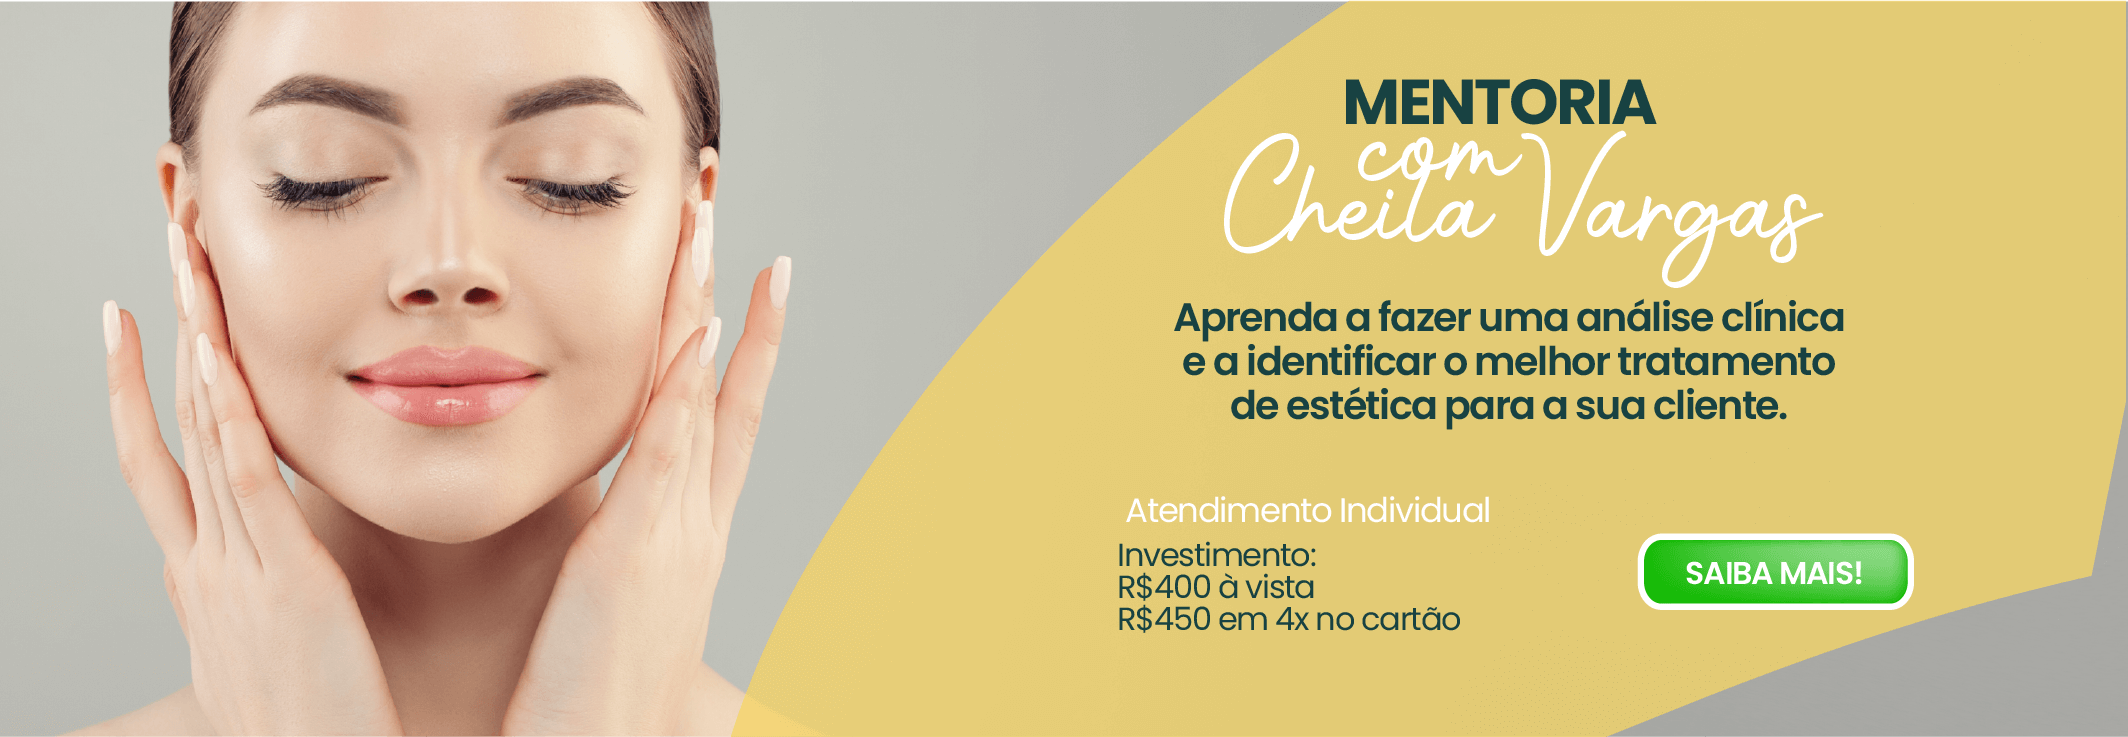 MENTORIA
com
Cheila Vargas
Aprenda a fazer uma análise clínica
e a identificar o melhor tratamento
de estética para a sua cliente.
Atendimento Individual
Investimento:
R$400 à vista
R$450 em 4x no cartão
SAIBA MAIS!